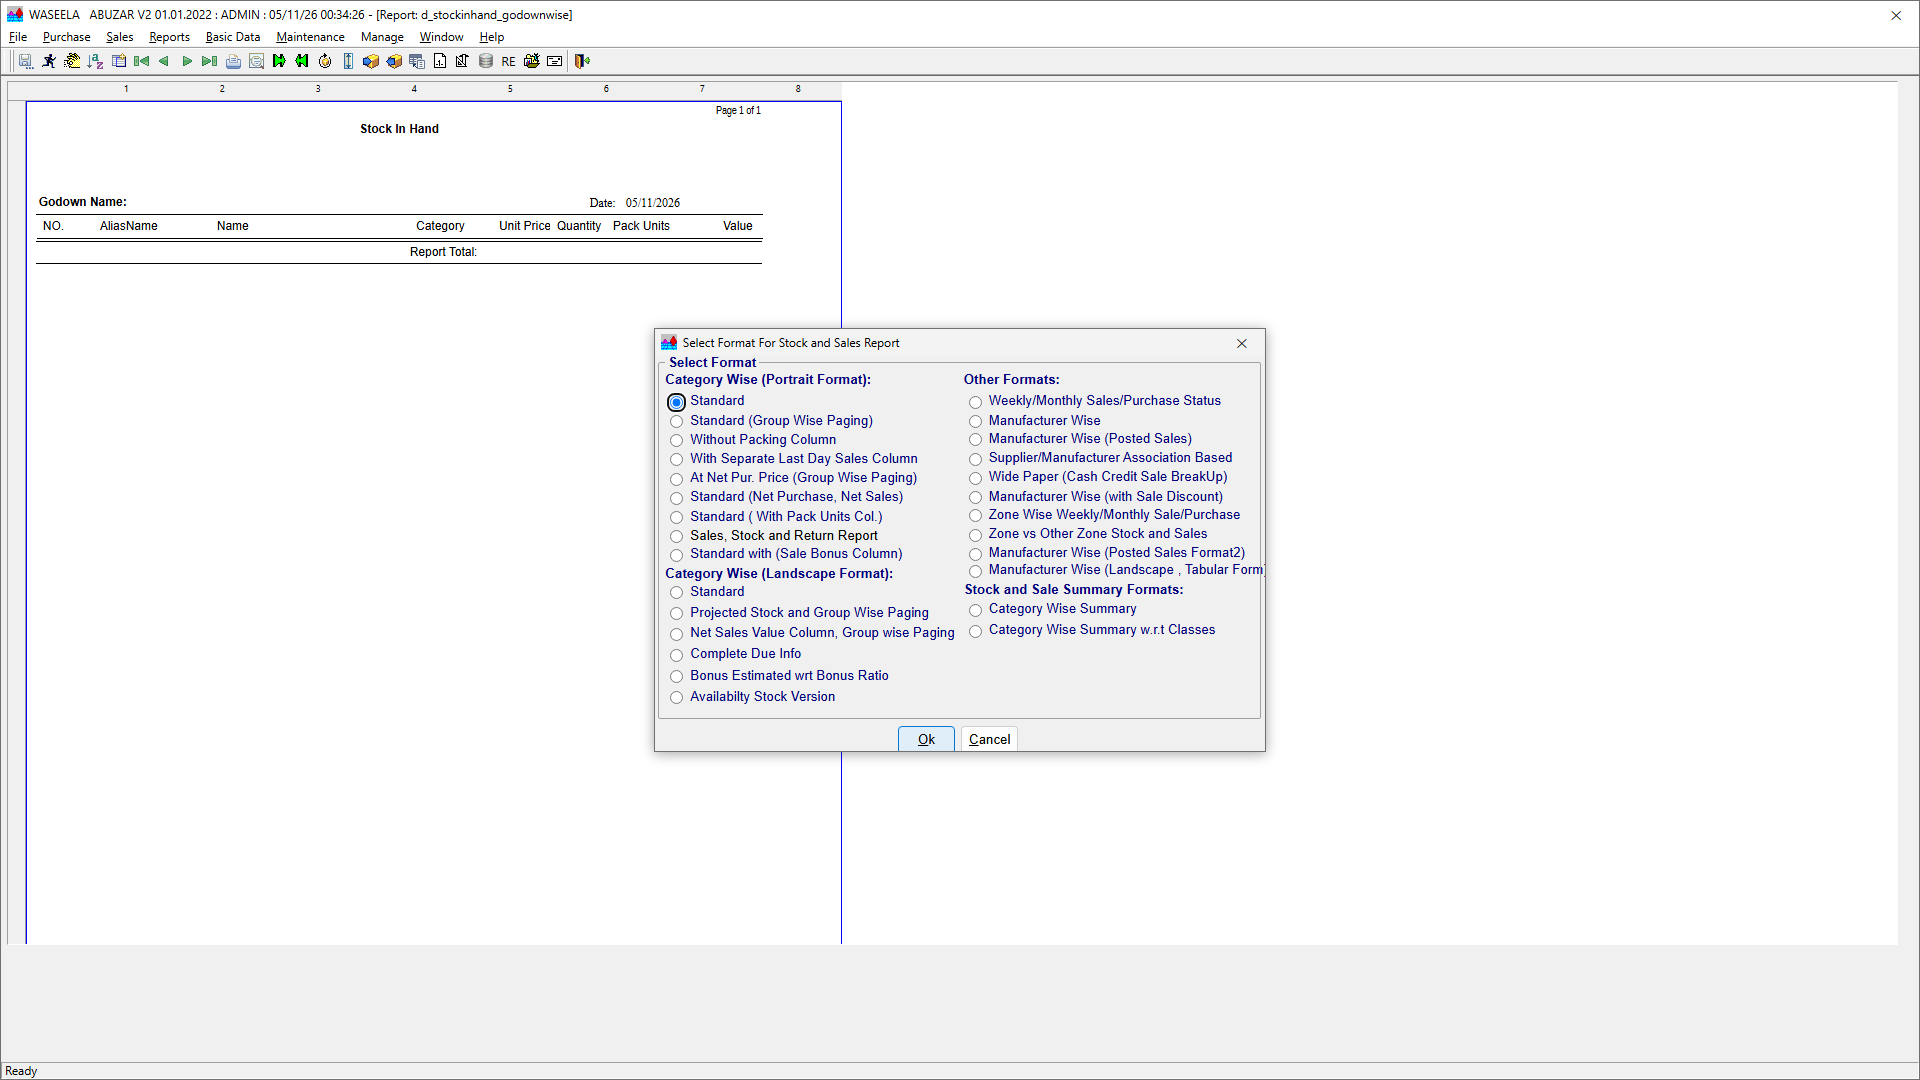 WASEELA ABUZAR V2 01.01.2022 : ADMIN : 05/11/26 00:34:26 - [Report: d_stockinhand_godownwise]
File Purchase Sales Reports Basic Data Maintenance Manage Window Help
RE
1 2 3 4 5 6 7 8
Page 1 of 1
Stock In Hand
Godown Name: Date: 05/11/2026
NO. AliasName Name Category Unit Price Quantity Pack Units Value
Report Total:
Select Format For Stock and Sales Report
Select Format
Category Wise (Portrait Format):
Standard
Standard (Group Wise Paging)
Without Packing Column
With Separate Last Day Sales Column
At Net Pur. Price (Group Wise Paging)
Standard (Net Purchase, Net Sales)
Standard ( With Pack Units Col.)
Sales, Stock and Return Report
Standard with (Sale Bonus Column)
Category Wise (Landscape Format):
Standard
Projected Stock and Group Wise Paging
Net Sales Value Column, Group wise Paging
Complete Due Info
Bonus Estimated wrt Bonus Ratio
Availabilty Stock Version
Other Formats:
Weekly/Monthly Sales/Purchase Status
Manufacturer Wise
Manufacturer Wise (Posted Sales)
Supplier/Manufacturer Association Based
Wide Paper (Cash Credit Sale BreakUp)
Manufacturer Wise (with Sale Discount)
Zone Wise Weekly/Monthly Sale/Purchase
Zone vs Other Zone Stock and Sales
Manufacturer Wise (Posted Sales Format2)
Manufacturer Wise (Landscape , Tabular Form)
Stock and Sale Summary Formats:
Category Wise Summary
Category Wise Summary w.r.t Classes
Ok Cancel
Ready